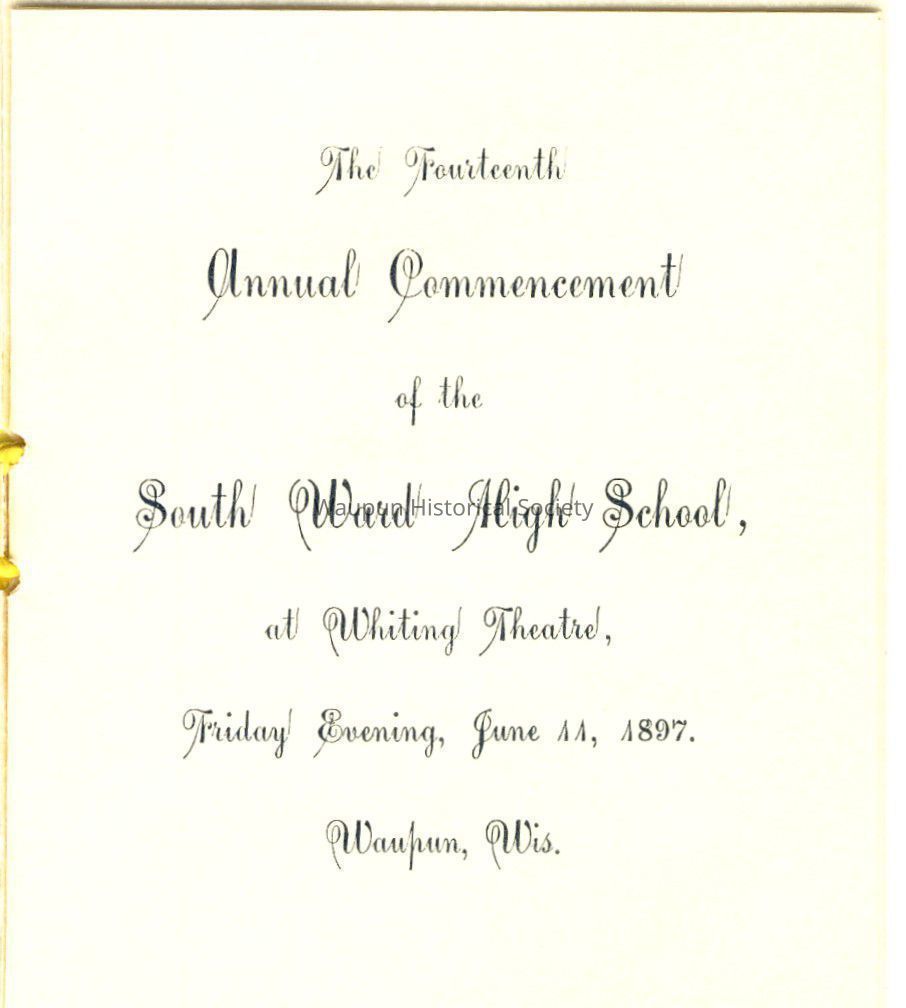 The Fourteenth
Annual Commencement
of the
South Ward High School,
Waupun Historical Society
at Whiting Theatre,
Friday Evening, June 11, 1897.
Waupun, Wis.